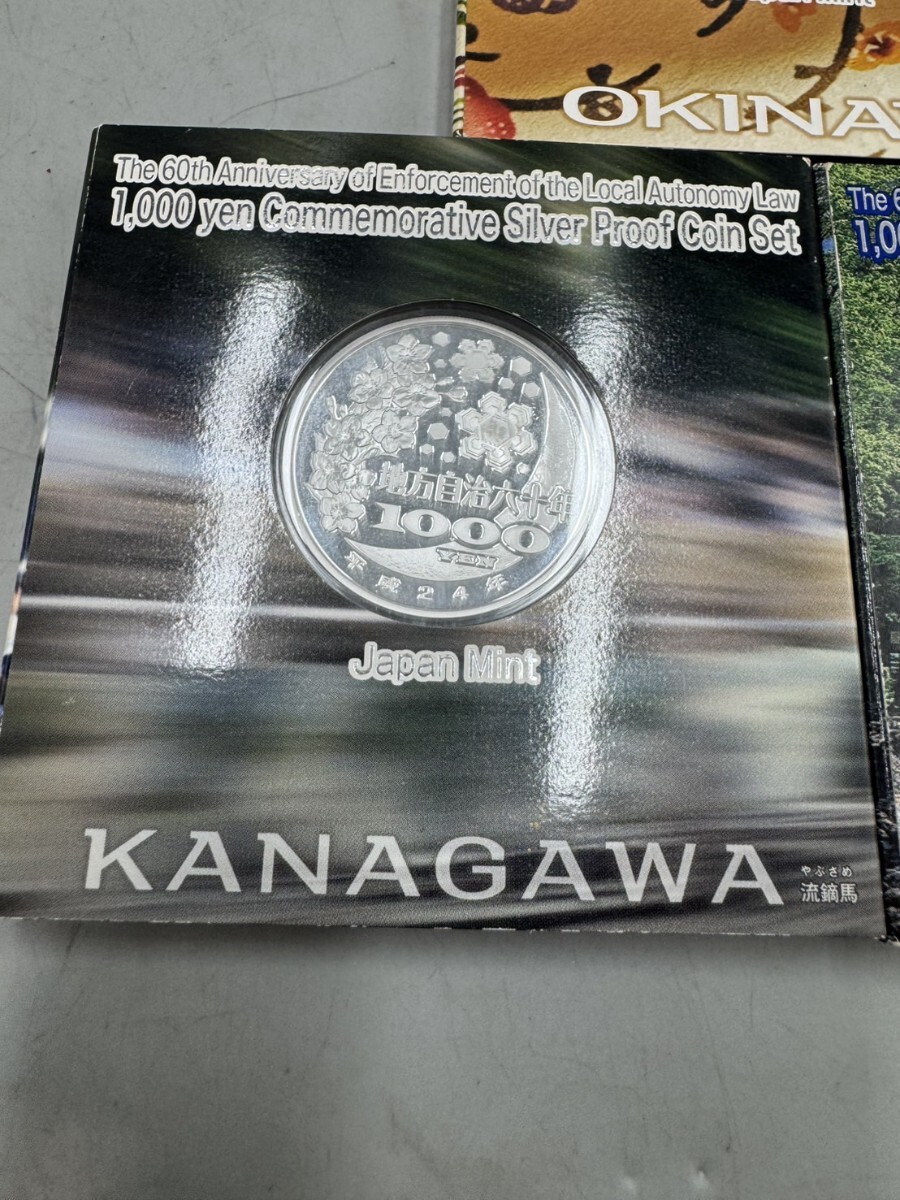 OKINA
The 60th Anniversary of Enforcement of the Local Autonomy Law
1,000 yen Commemorative Silver Proof Coin Set
The 6
1,0
地方自治六十年
1000
YEN
平成24年
Japan Mint
KANAGAWA
やぶさめ
流鏑馬